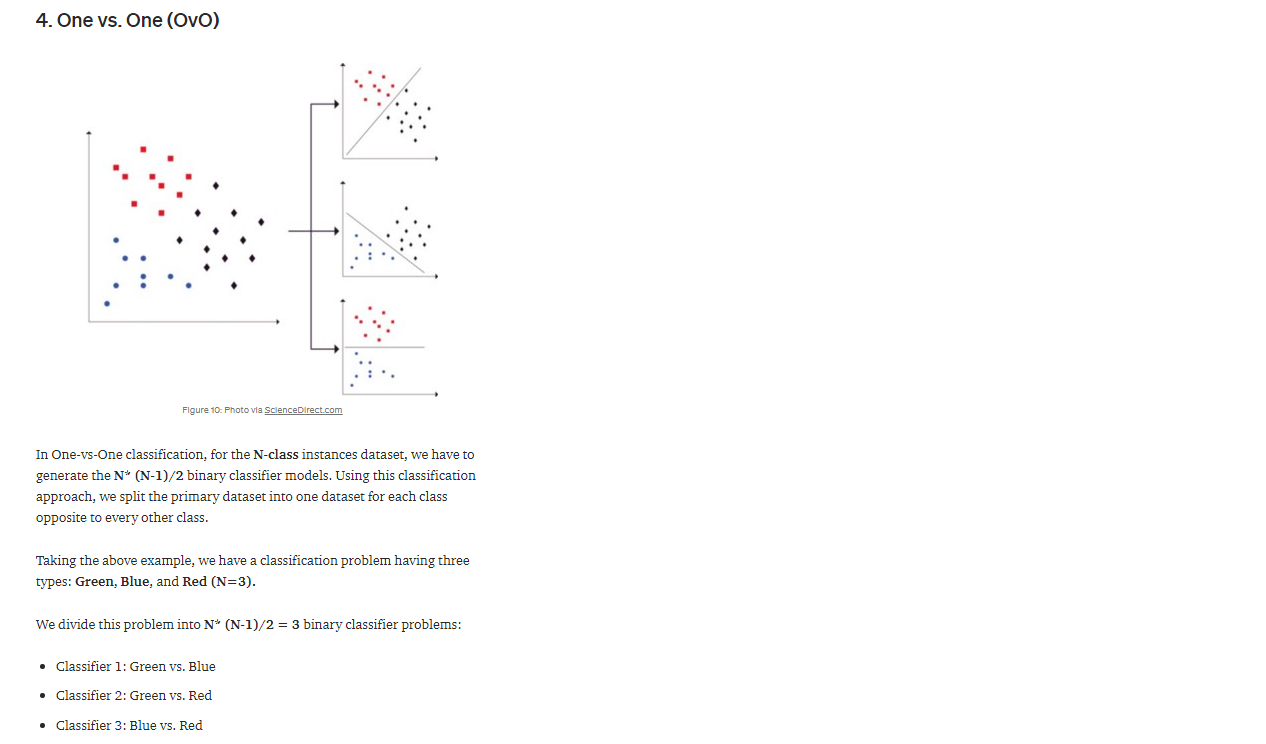 4. One vs. One (OvO)
Figure 10: Photo via ScienceDirect.com
In One-vs-One classification, for the N-class instances dataset, we have to
generate the N* (N-1)/2 binary classifier models. Using this classification
approach, we split the primary dataset into one dataset for each class
opposite to every other class.
Taking the above example, we have a classification problem having three
types: Green, Blue, and Red (N=3).
We divide this problem into N* (N-1)/2 = 3 binary classifier problems:
• Classifier 1: Green vs. Blue
• Classifier 2: Green vs. Red
• Classifier 3: Blue vs. Red